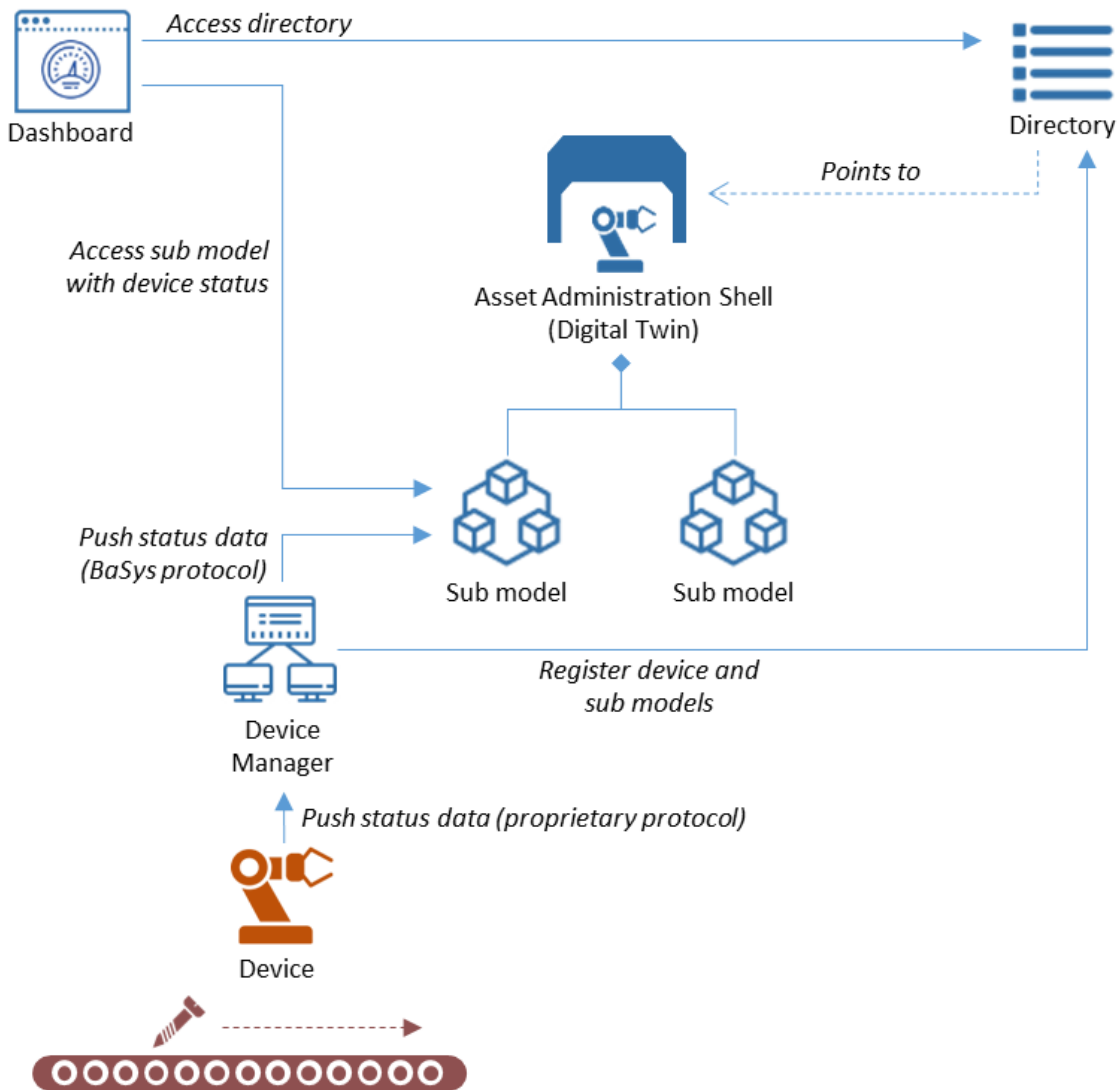 Access directory
Dashboard
Directory
Points to
Access sub model
with device status
Asset Administration Shell
(Digital Twin)
Push status data
(BaSys protocol)
Sub model
Sub model
Register device and
sub models
Device
Manager
Push status data (proprietary protocol)
Device